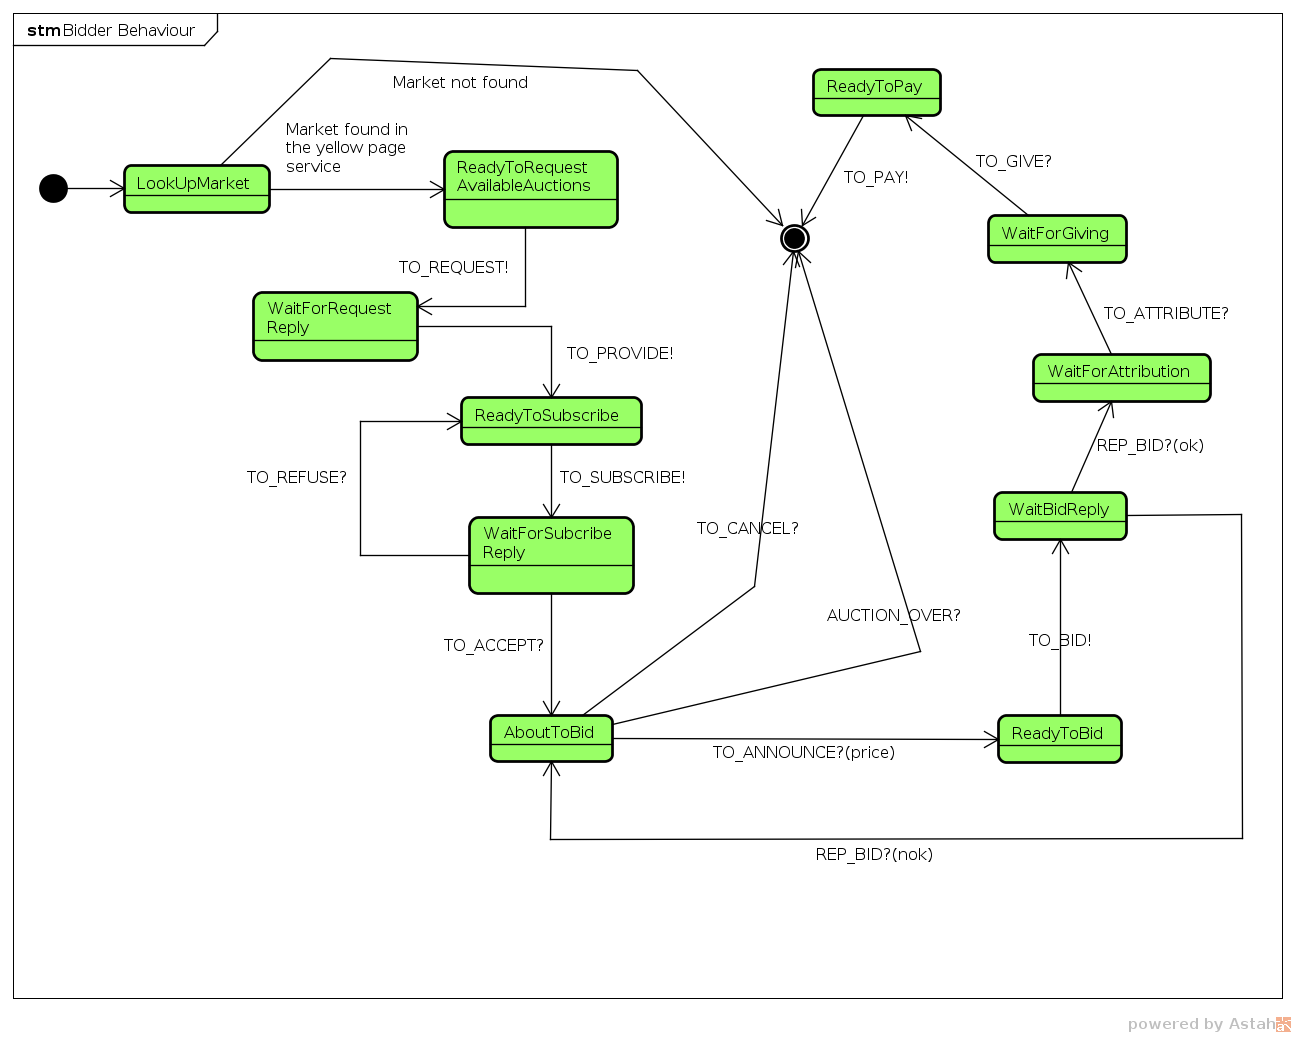 stm Bidder Behaviour
Market not found
ReadyToPay
Market found in
the yellow page
service
TO_GIVE?
LookUpMarket
ReadyToRequest
AvailableAuctions
TO_PAY!
WaitForGiving
TO_REQUEST!
WaitForRequest
Reply
TO_ATTRIBUTE?
TO_PROVIDE!
WaitForAttribution
ReadyToSubscribe
REP_BID?(ok)
TO_REFUSE?
TO_SUBSCRIBE!
WaitBidReply
WaitForSubcribe
Reply
TO_CANCEL?
AUCTION_OVER?
TO_ACCEPT?
TO_BID!
AboutToBid
ReadyToBid
TO_ANNOUNCE?(price)
REP_BID?(nok)
powered by Astah